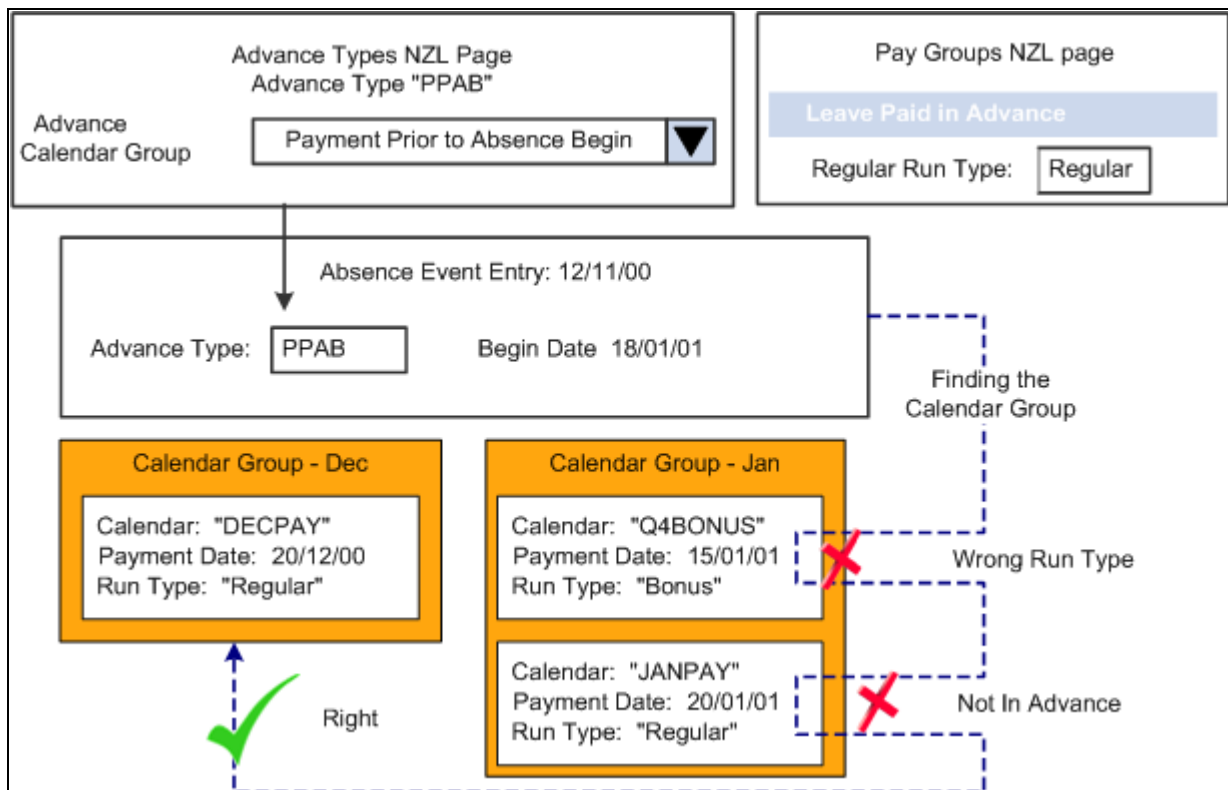 Advance Types NZL Page
Advance Type "PPAB"
Advance
Calendar Group
Payment Prior to Absence Begin
Pay Groups NZL page
Leave Paid in Advance
Regular Run Type:
Regular
Absence Event Entry: 12/11/00
Advance Type:
PPAB
Begin Date 18/01/01
Finding the
Calendar Group
Calendar Group - Dec
Calendar: "DECPAY"
Payment Date: 20/12/00
Run Type: "Regular"
Calendar Group - Jan
Calendar: "Q4BONUS"
Payment Date: 15/01/01
Run Type: "Bonus"
Wrong Run Type
Calendar: "JANPAY"
Payment Date: 20/01/01
Run Type: "Regular"
Not In Advance
Right